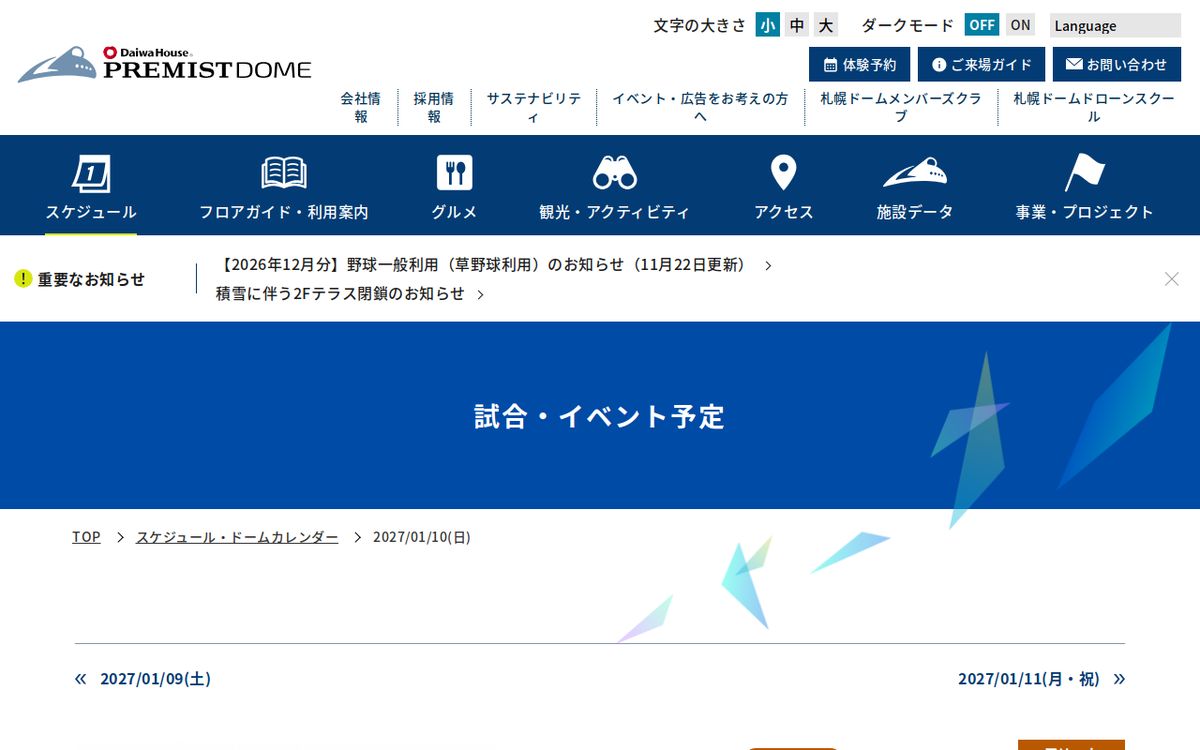 文字の大きさ 小 中 大 ダークモード OFF ON Language
Daiwa House®
PREMIST DOME
体験予約 ご来場ガイド お問い合わせ
会社情報
採用情報
サステナビリティ
イベント・広告をお考えの方へ
札幌ドームメンバーズクラブ
札幌ドームドローンスクール
1
スケジュール フロアガイド・利用案内 グルメ 観光・アクティビティ アクセス 施設データ 事業・プロジェクト
重要なお知らせ
【2026年12月分】野球一般利用（草野球利用）のお知らせ（11月22日更新）
積雪に伴う2Fテラス閉鎖のお知らせ
試合・イベント予定
TOP スケジュール・ドームカレンダー 2027/01/10(日)
2027/01/09(土) 2027/01/11(月・祝)